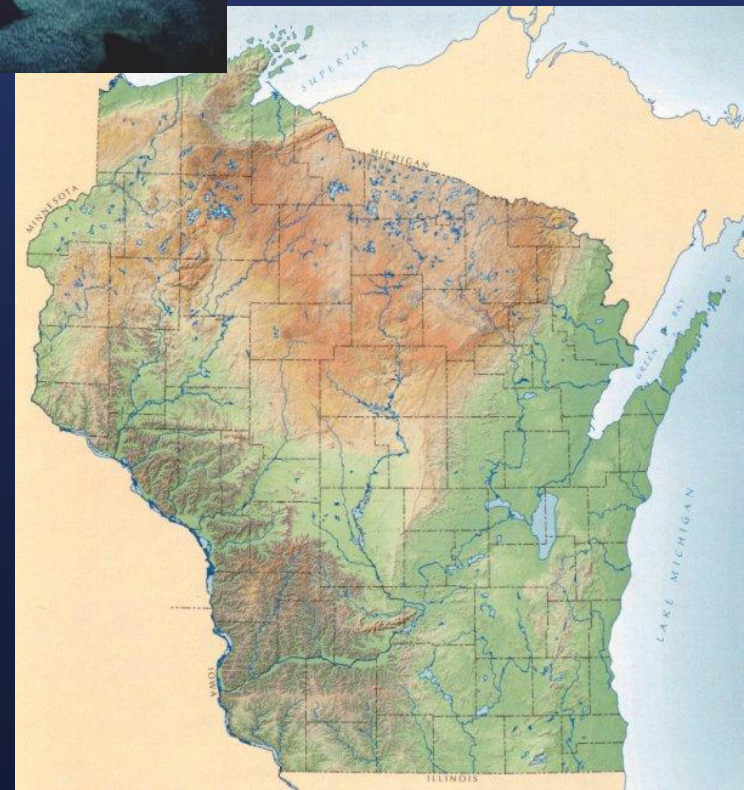 SUPERIOR
MICHIGAN
MINNESOTA
GREEN BAY
LAKE MICHIGAN
IOWA
ILLINOIS